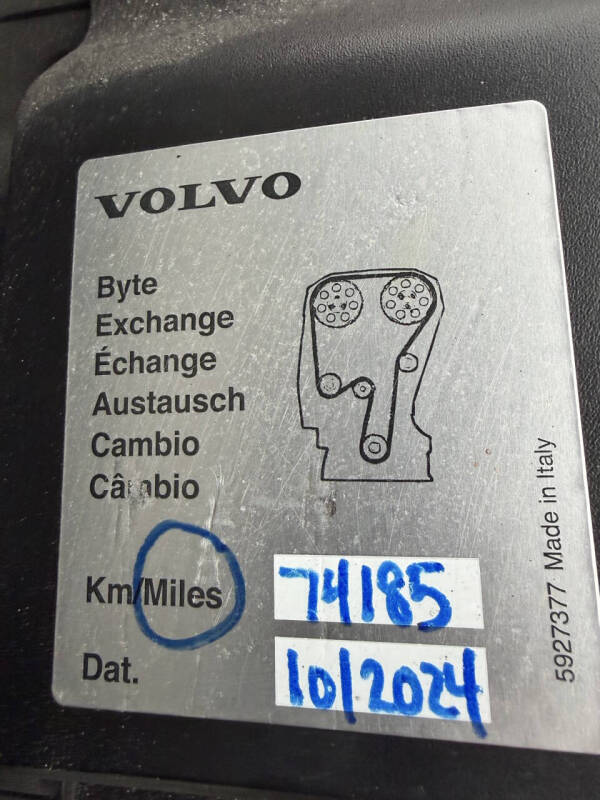 VOLVO
Byte
Exchange
Échange
Austausch
Cambio
Câmbio
Km/Miles 74185
Dat. 10/2024
5927377 Made in Italy